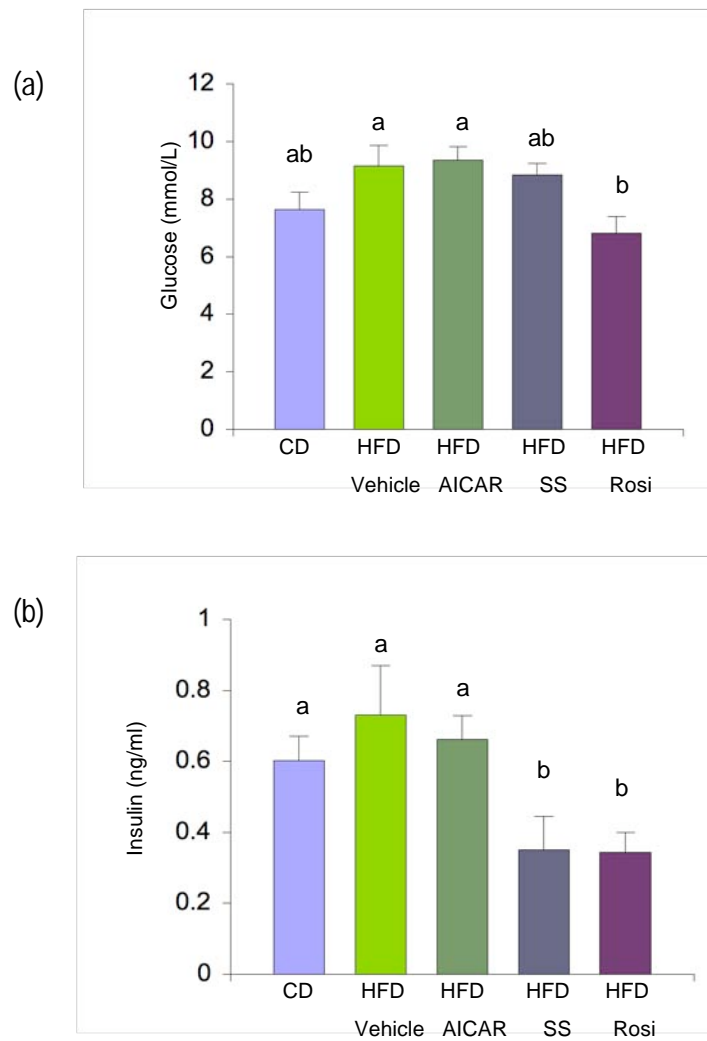 (a)
12
10
8
6
4
2
0
Glucose (mmol/L)
ab
a
a
ab
b
CD HFD HFD HFD HFD
Vehicle AICAR SS Rosi
(b)
1
0.8
0.6
0.4
0.2
0
Insulin (ng/ml)
a
a
a
b
b
CD HFD HFD HFD HFD
Vehicle AICAR SS Rosi